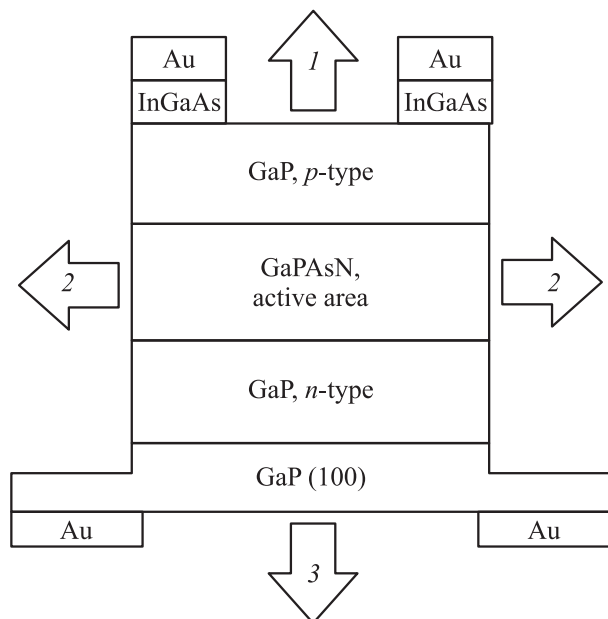 Au
Au
1
InGaAs
InGaAs
GaP, p-type
2
GaPAsN,
active area
2
GaP, n-type
GaP (100)
Au
Au
3